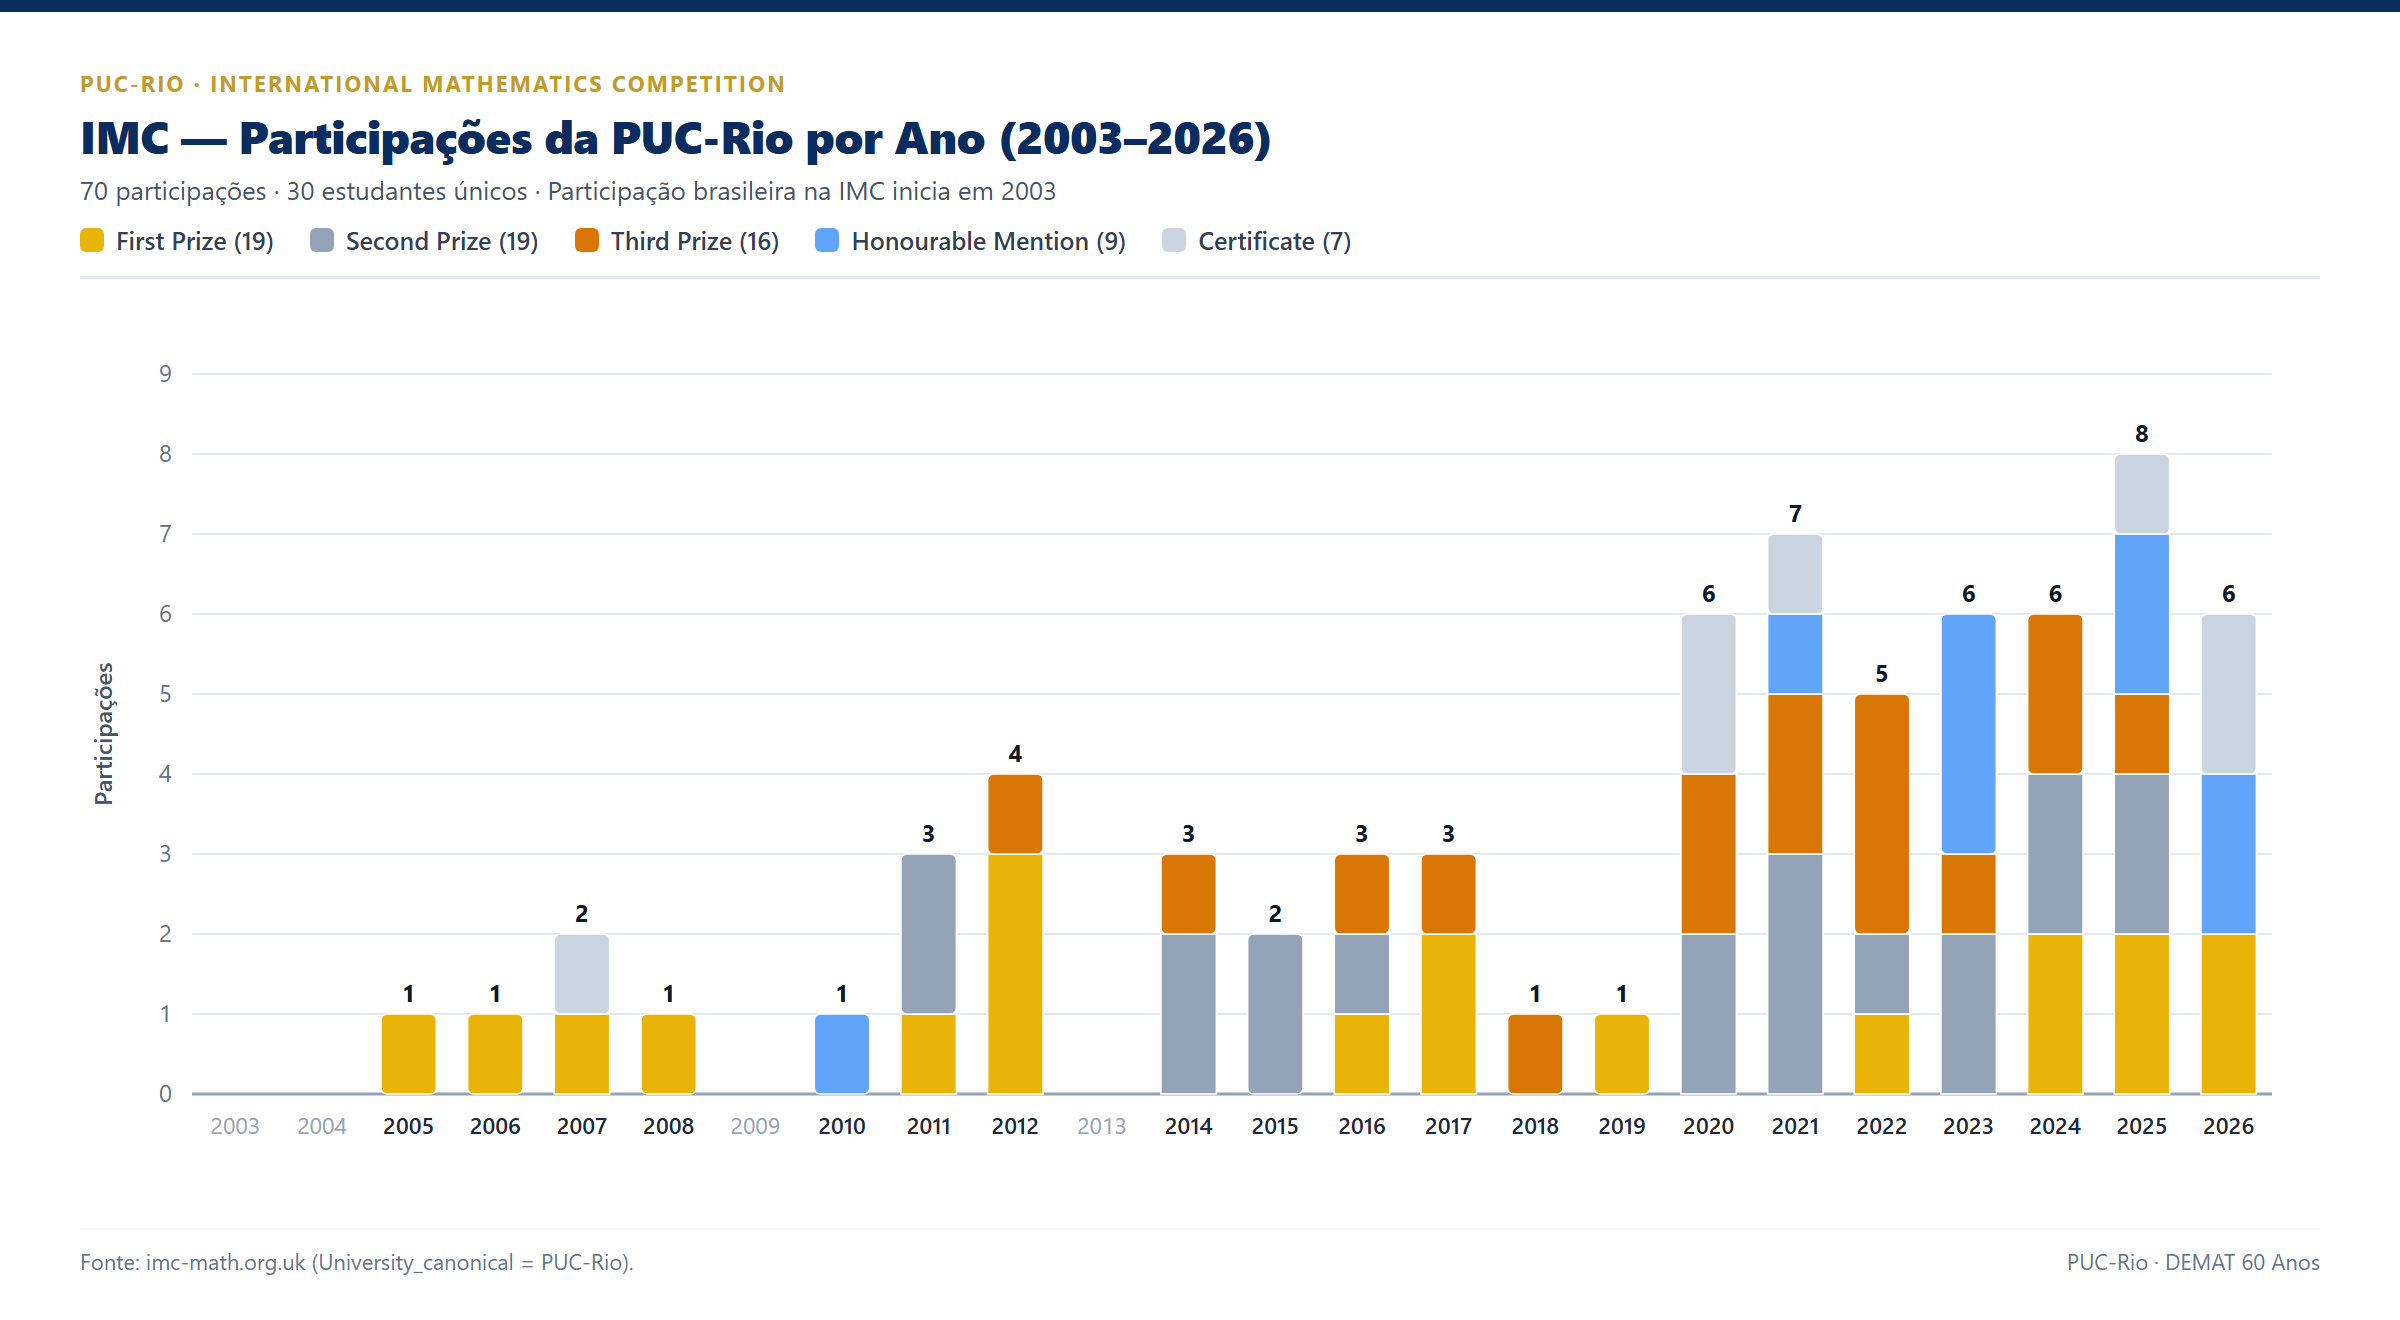 PUC-RIO · INTERNATIONAL MATHEMATICS COMPETITION
IMC — Participações da PUC-Rio por Ano (2003–2026)
70 participações · 30 estudantes únicos · Participação brasileira na IMC inicia em 2003
First Prize (19) Second Prize (19) Third Prize (16) Honourable Mention (9) Certificate (7)
Participações
9
8
7
6
5
4
3
2
1
0
1 1 2 1 1 3 4 3 2 3 3 1 1 6 7 5 6 6 8 6
2003 2004 2005 2006 2007 2008 2009 2010 2011 2012 2013 2014 2015 2016 2017 2018 2019 2020 2021 2022 2023 2024 2025 2026
Fonte: imc-math.org.uk (University_canonical = PUC-Rio).
PUC-Rio · DEMAT 60 Anos